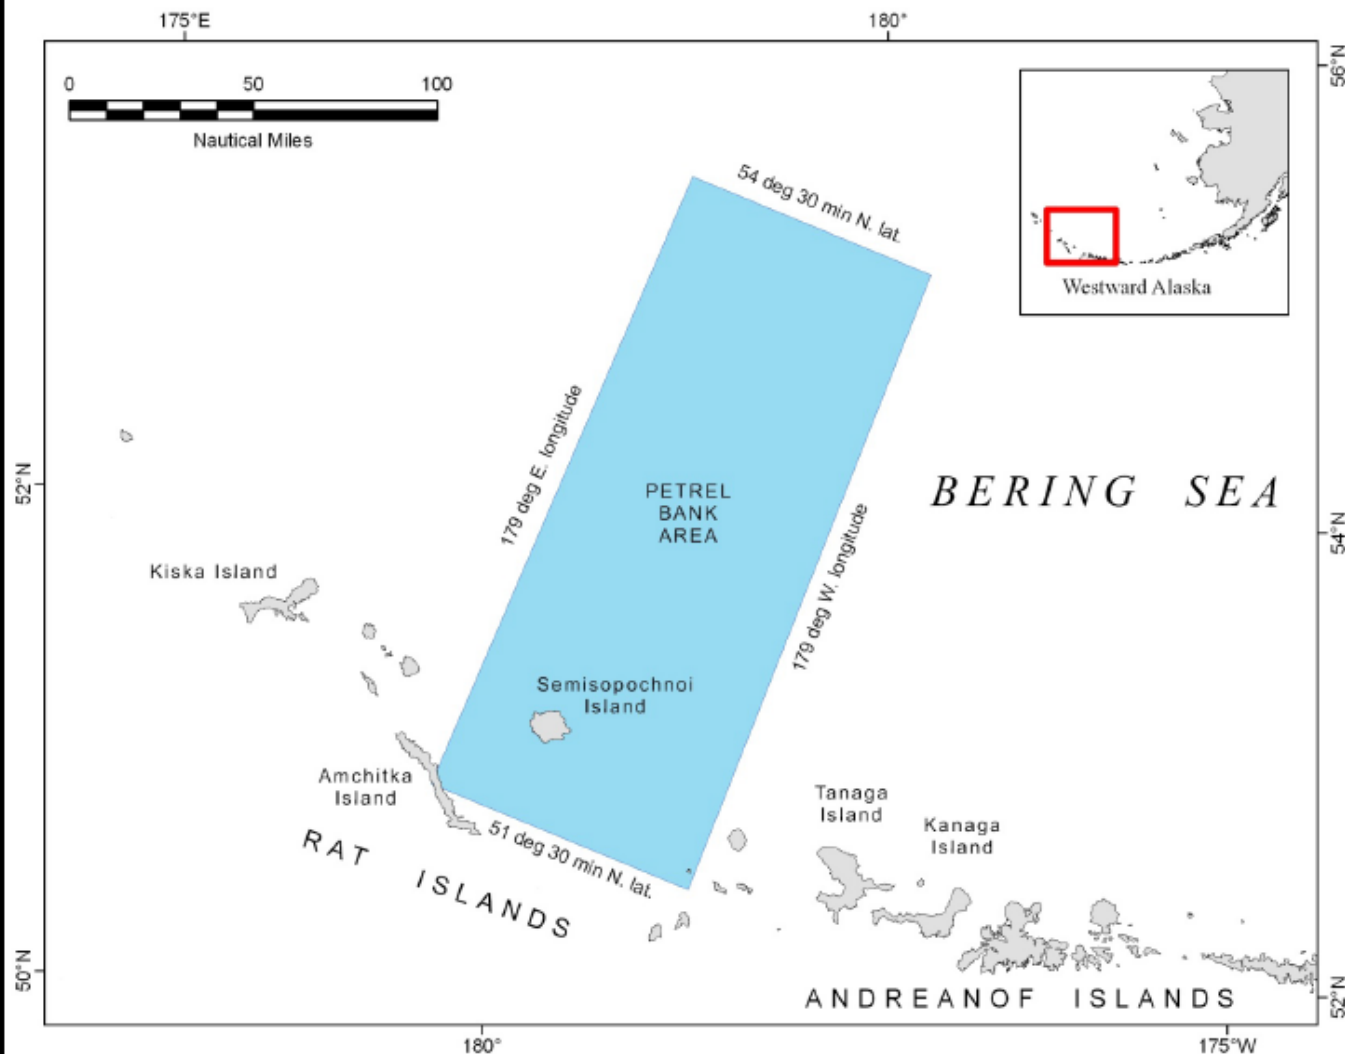 175°E
180°
0 50 100
Nautical Miles
56°N
54 deg 30 min N. lat.
Westward Alaska
179 deg E. longitude
52°N
PETREL
BANK
AREA
BERING SEA
54°N
179 deg W. longitude
Kiska Island
Semisopochnoi
Island
Amchitka
Island
Tanaga
Island
Kanaga
Island
51 deg 30 min N. lat.
RAT ISLANDS
50°N
ANDREANOF ISLANDS
52°N
180°
175°W